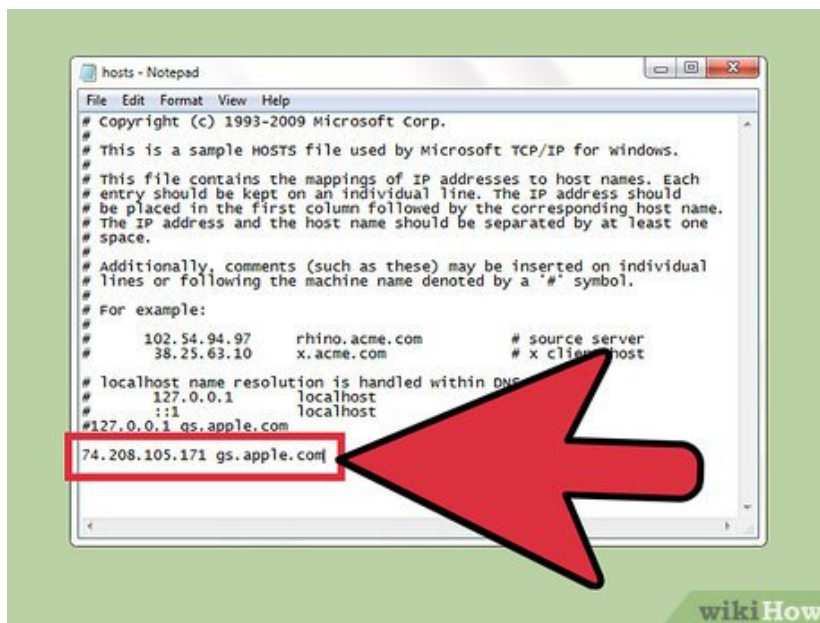 hosts - Notepad
File Edit Format View Help
# Copyright (c) 1993-2009 Microsoft Corp.
#
# This is a sample HOSTS file used by Microsoft TCP/IP for Windows.
#
# This file contains the mappings of IP addresses to host names. Each
# entry should be kept on an individual line. The IP address should
# be placed in the first column followed by the corresponding host name.
# The IP address and the host name should be separated by at least one
# space.
#
# Additionally, comments (such as these) may be inserted on individual
# lines or following the machine name denoted by a '#' symbol.
#
# For example:
#
# 102.54.94.97 rhino.acme.com # source server
# 38.25.63.10 x.acme.com # x client host
# localhost name resolution is handled within DNS
# 127.0.0.1 localhost
# ::1 localhost
#127.0.0.1 gs.apple.com
74.208.105.171 gs.apple.com
wikiHow